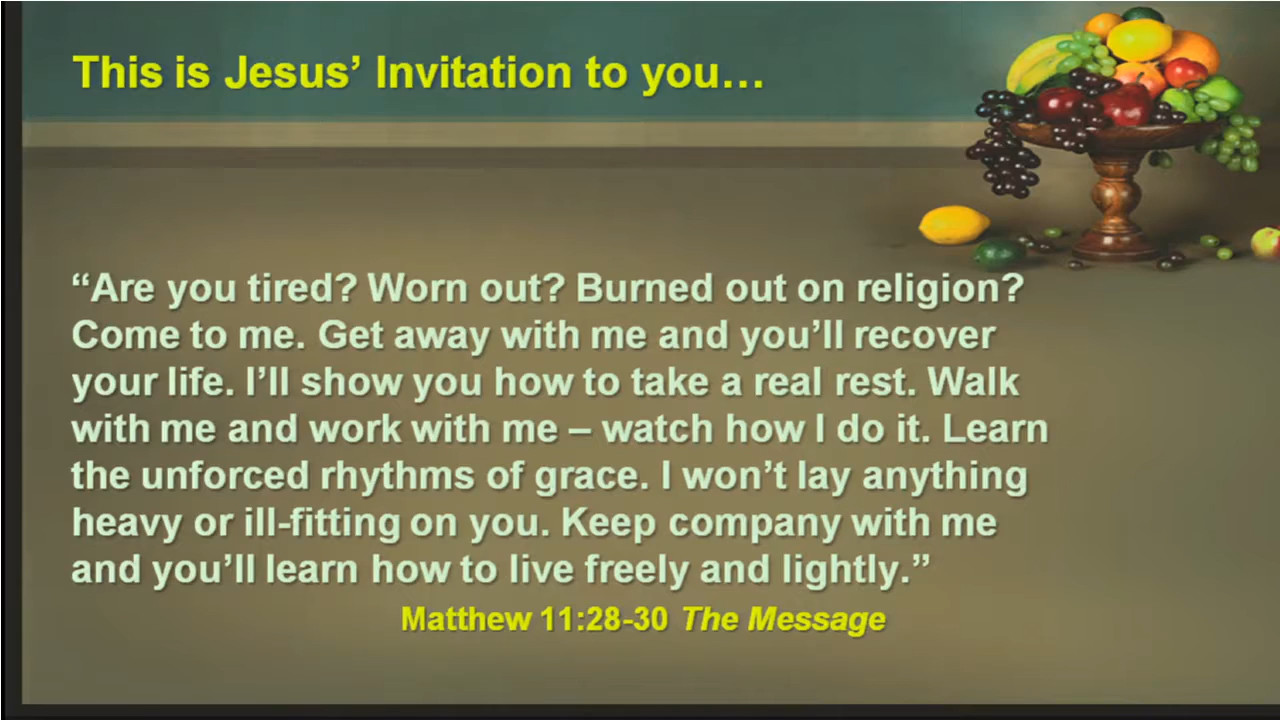 This is Jesus’ Invitation to you…
“Are you tired? Worn out? Burned out on religion?
Come to me. Get away with me and you’ll recover
your life. I’ll show you how to take a real rest. Walk
with me and work with me – watch how I do it. Learn
the unforced rhythms of grace. I won’t lay anything
heavy or ill-fitting on you. Keep company with me
and you’ll learn how to live freely and lightly.”
Matthew 11:28-30 The Message